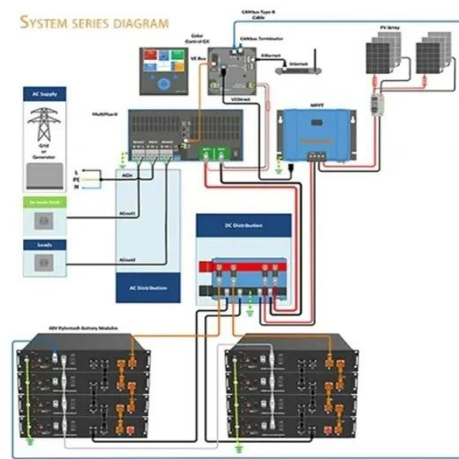 SYSTEM SERIES DIAGRAM
CANbus Type B
Cable
Color
Control GX
CANbus Terminator
PV Array
VE Bus
Ethernet
Internet
AC Supply
MultiPlus-II
VE Direct
MPPT
Grid
or
Generator
L
PE
N
ACin
ACout1
Loads
ACout2
AC Distribution
DC Distribution
48V Pylontech Battery Modules